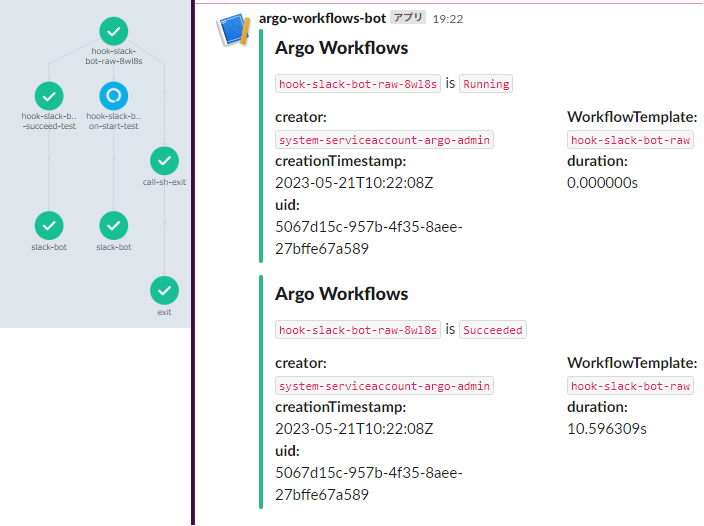 hook-slack-
bot-raw-8wl8s
hook-slack-b..
-succeed-test
hook-slack-b..
on-start-test
call-sh-exit
slack-bot
slack-bot
exit
argo-workflows-bot アプリ 19:22
Argo Workflows
hook-slack-bot-raw-8wl8s is Running
creator:
system-serviceaccount-argo-admin
WorkflowTemplate:
hook-slack-bot-raw
creationTimestamp:
2023-05-21T10:22:08Z
duration:
0.000000s
uid:
5067d15c-957b-4f35-8aee-
27bffe67a589
Argo Workflows
hook-slack-bot-raw-8wl8s is Succeeded
creator:
system-serviceaccount-argo-admin
WorkflowTemplate:
hook-slack-bot-raw
creationTimestamp:
2023-05-21T10:22:08Z
duration:
10.596309s
uid:
5067d15c-957b-4f35-8aee-
27bffe67a589